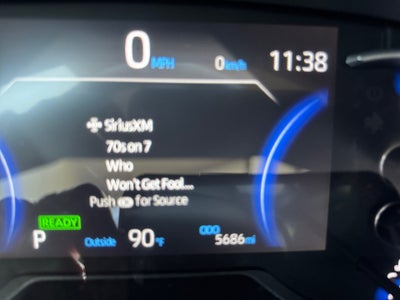 0 MPH 0 km/h 11:38
SiriusXM
70s on 7
Who
Won't Get Fool...
Push for Source
READY
P Outside 90 °F ODO 5686 mi